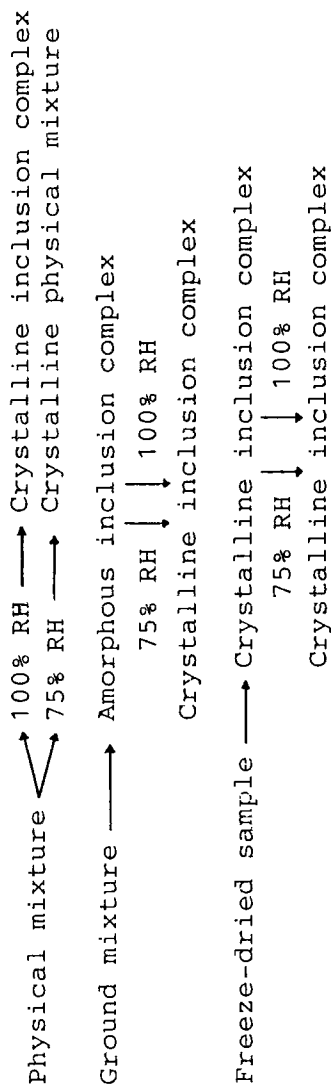 100% RH Crystalline inclusion complex
Physical mixture
75% RH Crystalline physical mixture
Ground mixture Amorphous inclusion complex
75% RH 100% RH
Crystalline inclusion complex
Freeze-dried sample Crystalline inclusion complex
75% RH 100% RH
Crystalline inclusion complex